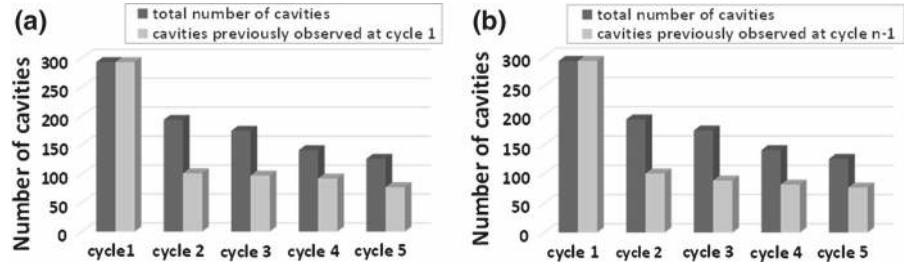 (a)
total number of cavities
cavities previously observed at cycle 1
Number of cavities
300
250
200
150
100
50
0
cycle1 cycle 2 cycle 3 cycle 4 cycle 5
(b)
total number of cavities
cavities previously observed at cycle n-1
Number of cavities
300
250
200
150
100
50
0
cycle 1 cycle 2 cycle 3 cycle 4 cycle 5